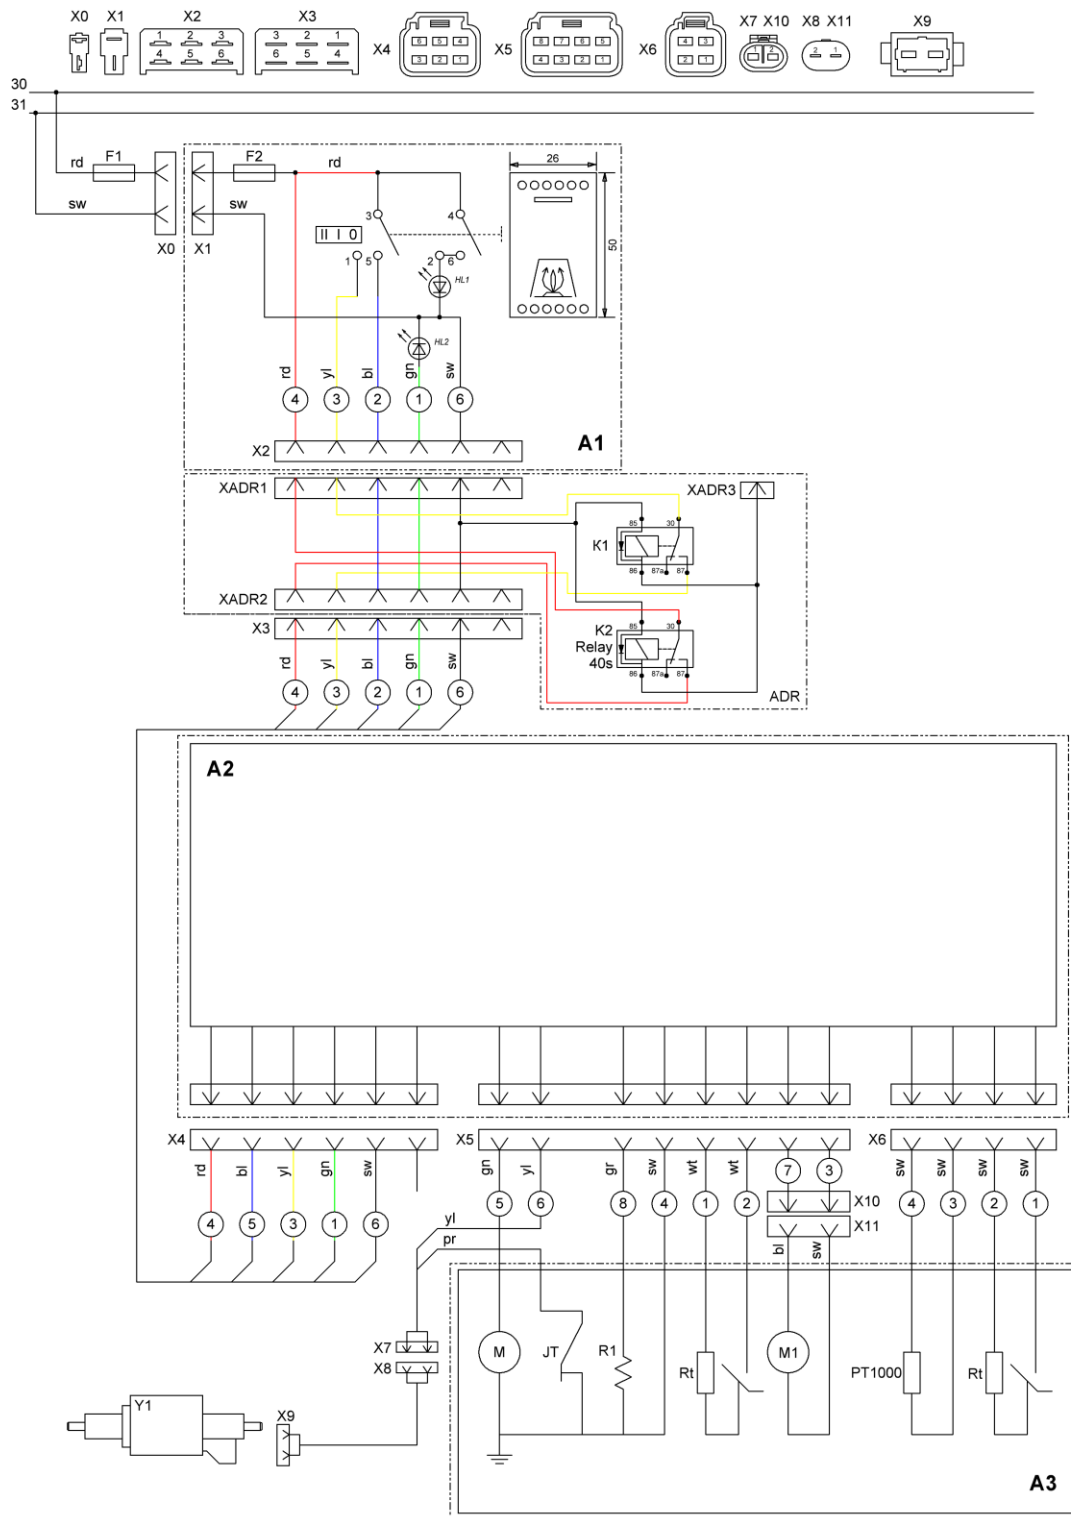 X0 X1 X2 X3 X4 X5 X6 X7 X10 X8 X11 X9
1 2 3
4 5 6
3 2 1
6 5 4
6 5 4
3 2 1
8 7 6 5
4 3 2 1
4 3
2 1
1 2
2 1
30
31
rd F1
F2 rd
sw
sw
X0 X1
26
50
II I 0
3 4
1 5 2 6
HL1
HL2
rd yl bl gn sw
4 3 2 1 6
X2
A1
XADR1
XADR3
85 30
K1
86 87a 87
XADR2
X3
K2
Relay
40s
85 30
86 87a 87
ADR
rd yl bl gn sw
4 3 2 1 6
A2
X4 X5 X6
rd bl yl gn sw
gn yl gr sw wt wt
sw sw sw sw
7 3
5 6 8 4 1 2
4 3 2 1
X10
X11
4 5 3 1 6
yl
pr
bl sw
X7
X8
M JT R1 Rt M1 PT1000 Rt
Y1
X9
A3